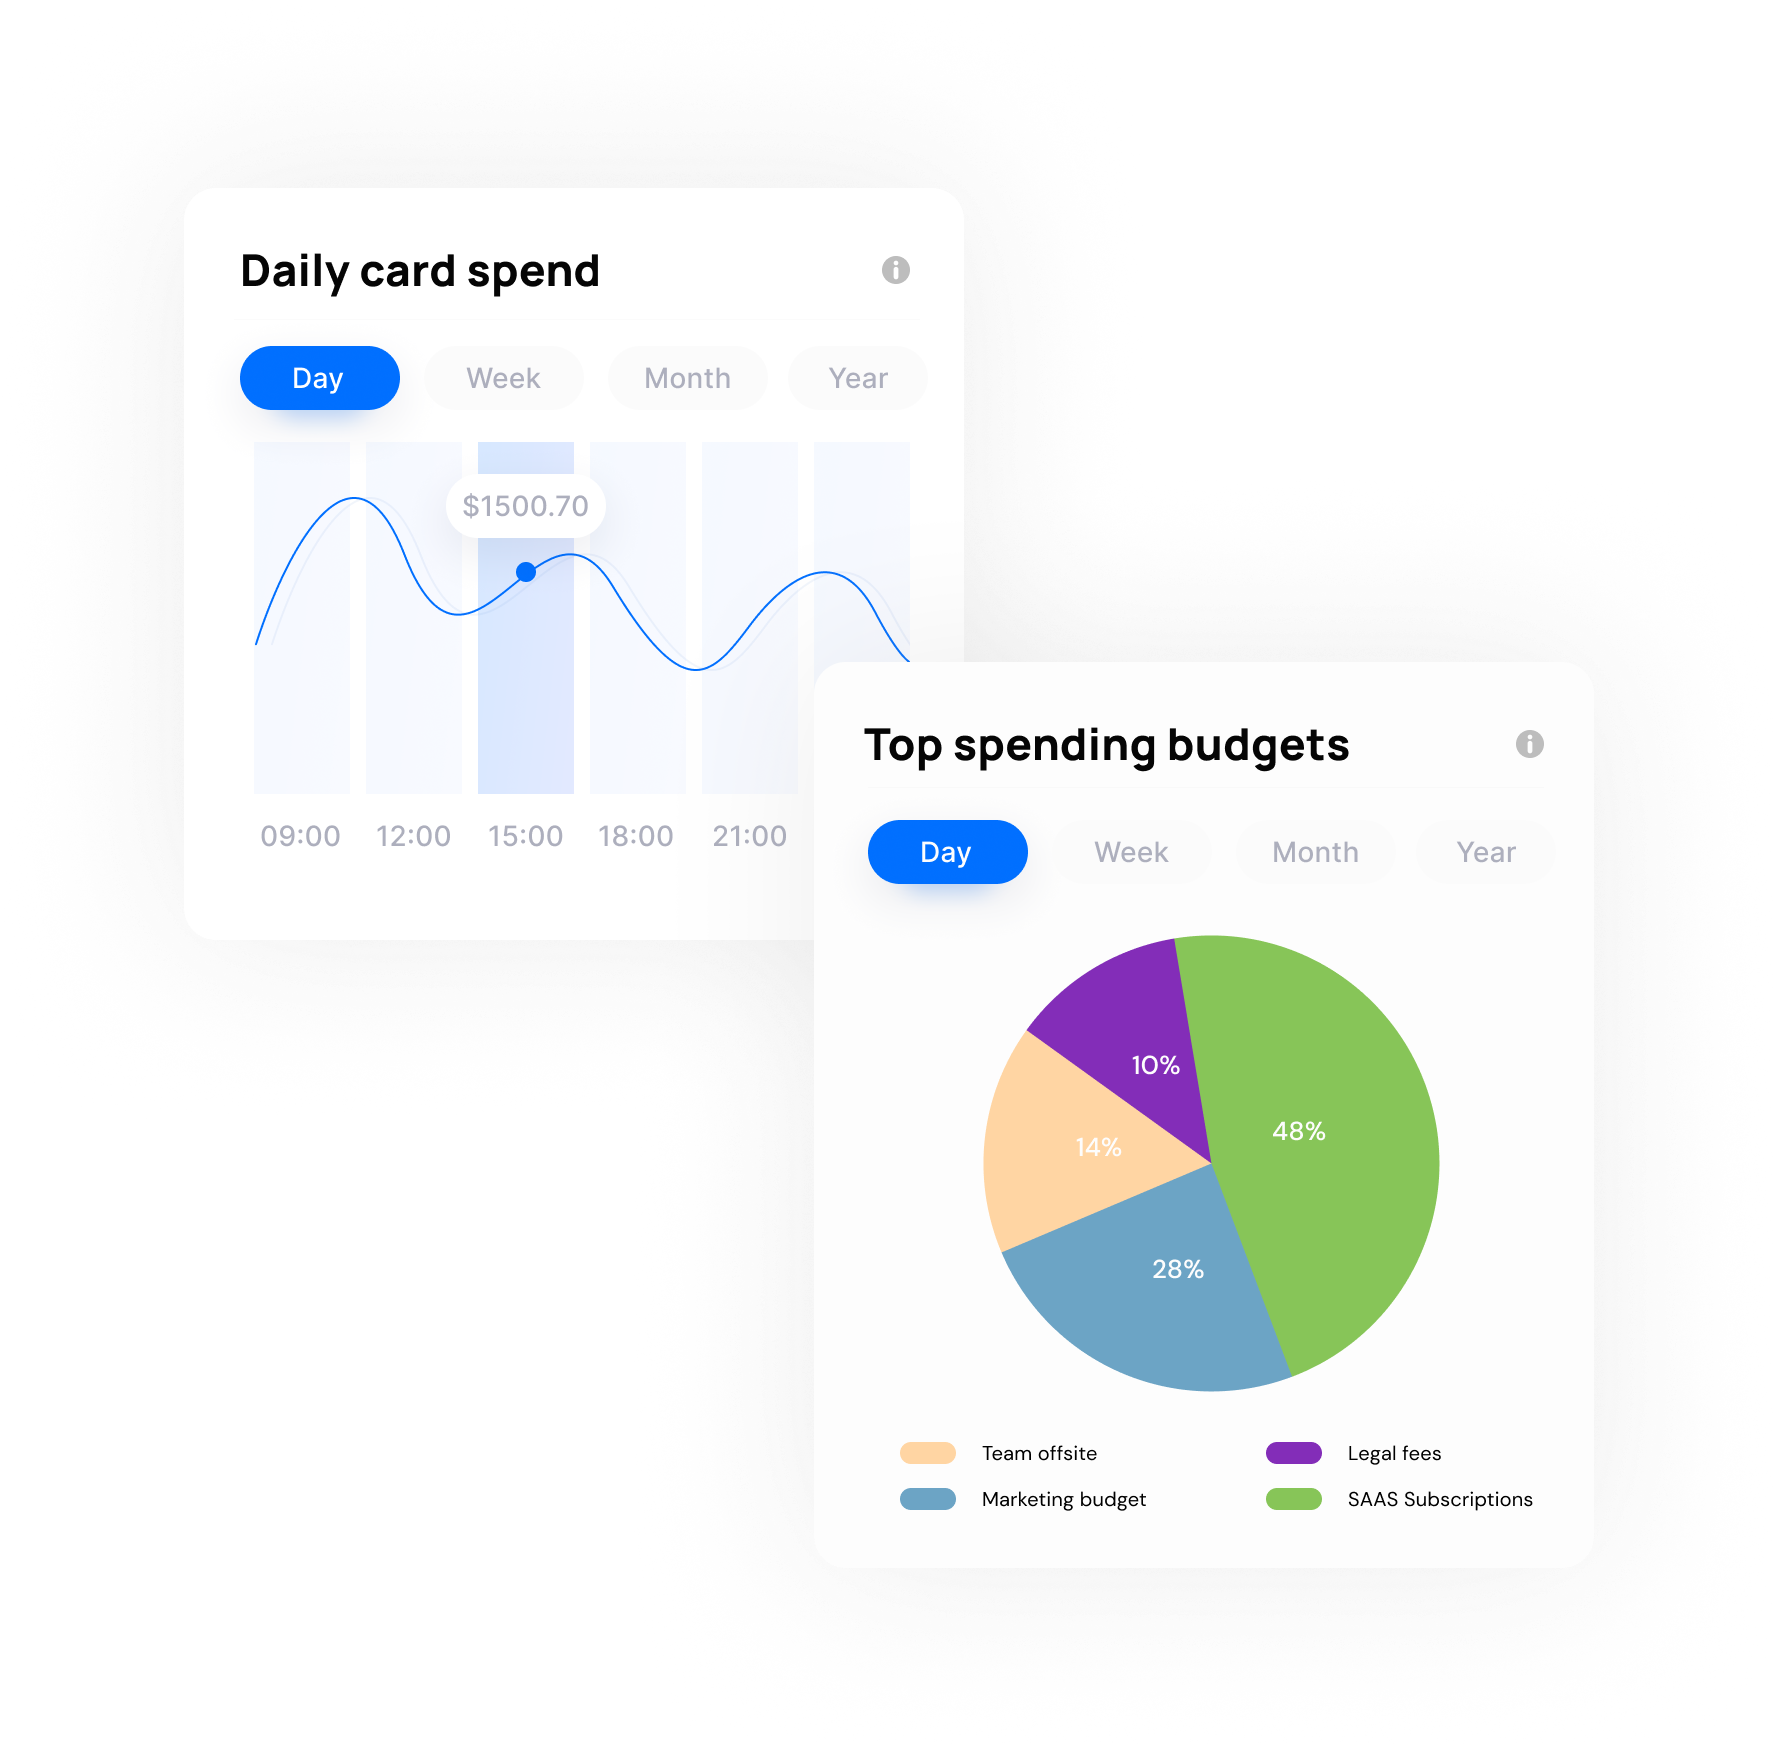 Daily card spend
Day Week Month Year
$1500.70
09:00 12:00 15:00 18:00 21:00
Top spending budgets
Day Week Month Year
10%
48%
14%
28%
Team offsite Legal fees
Marketing budget SAAS Subscriptions